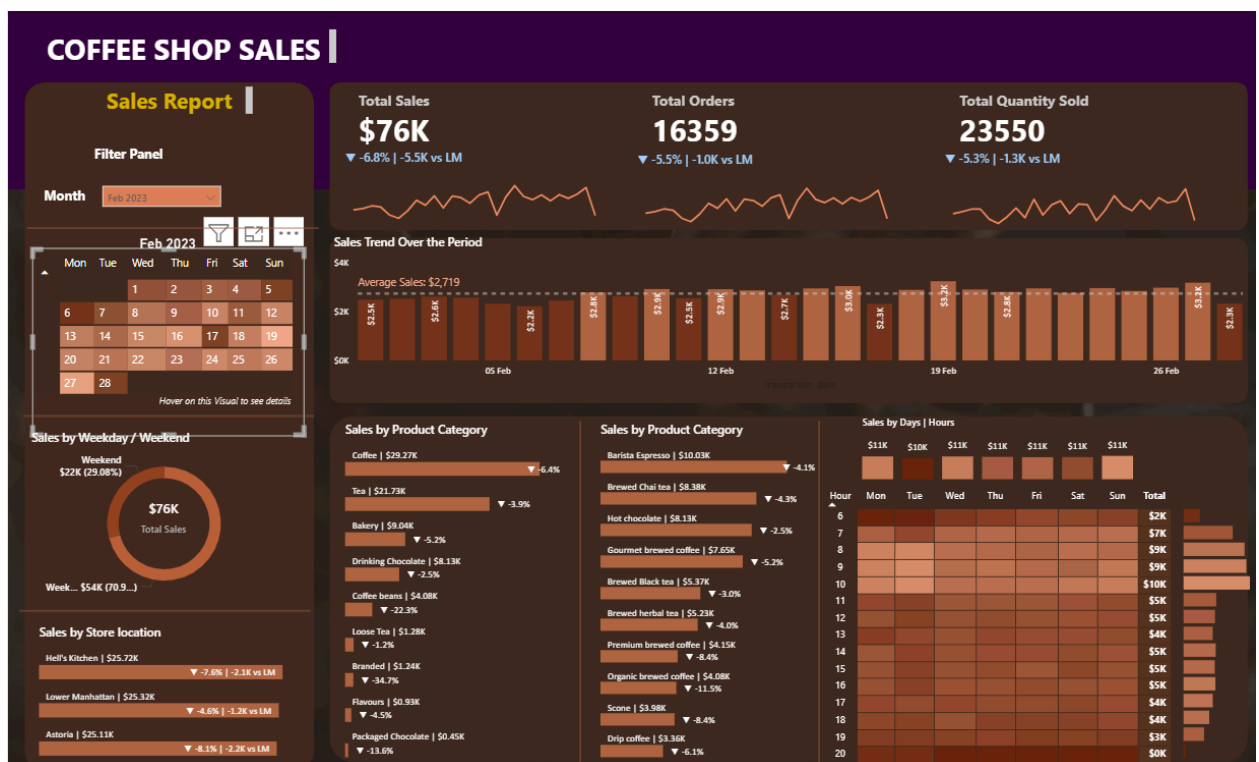 COFFEE SHOP SALES
Sales Report
Filter Panel
Month
Feb 2023
Feb 2023
Mon Tue Wed Thu Fri Sat Sun
1 2 3 4 5
6 7 8 9 10 11 12
13 14 15 16 17 18 19
20 21 22 23 24 25 26
27 28
Hover on this Visual to see details
Sales by Weekday / Weekend
Weekend
$22K (29.08%)
$76K
Total Sales
Week... $54K (70.9...)
Sales by Store location
Hell's Kitchen | $25.72K
▼ -7.6% | -2.1K vs LM
Lower Manhattan | $25.32K
▼ -4.6% | -1.2K vs LM
Astoria | $25.11K
▼ -8.1% | -2.2K vs LM
Total Sales
$76K
▼ -6.8% | -5.5K vs LM
Total Orders
16359
▼ -5.5% | -1.0K vs LM
Total Quantity Sold
23550
▼ -5.3% | -1.3K vs LM
Sales Trend Over the Period
$4K
Average Sales: $2,719
$2K
$0K
$2.5K $2.6K $2.2K $2.8K $2.9K $2.5K $2.9K $2.7K $3.0K $2.3K $3.2K $2.8K $3.2K $2.3K
05 Feb 12 Feb 19 Feb 26 Feb
transaction_date
Sales by Product Category
Coffee | $29.27K
▼ -6.4%
Tea | $21.73K
▼ -3.9%
Bakery | $9.04K
▼ -5.2%
Drinking Chocolate | $8.13K
▼ -2.5%
Coffee beans | $4.08K
▼ -22.3%
Loose Tea | $1.28K
▼ -1.2%
Branded | $1.24K
▼ -34.7%
Flavours | $0.93K
▼ -4.5%
Packaged Chocolate | $0.45K
▼ -13.6%
Sales by Product Category
Barista Espresso | $10.03K
▼ -4.1%
Brewed Chai tea | $8.38K
▼ -4.3%
Hot chocolate | $8.13K
▼ -2.5%
Gourmet brewed coffee | $7.65K
▼ -5.2%
Brewed Black tea | $5.37K
▼ -3.0%
Brewed herbal tea | $5.23K
▼ -4.0%
Premium brewed coffee | $4.15K
▼ -8.4%
Organic brewed coffee | $4.08K
▼ -11.5%
Scone | $3.98K
▼ -8.4%
Drip coffee | $3.36K
▼ -6.1%
Sales by Days | Hours
$11K $10K $11K $11K $11K $11K $11K
Hour Mon Tue Wed Thu Fri Sat Sun Total
6 $2K
7 $7K
8 $9K
9 $9K
10 $10K
11 $5K
12 $5K
13 $4K
14 $5K
15 $5K
16 $5K
17 $4K
18 $4K
19 $3K
20 $0K